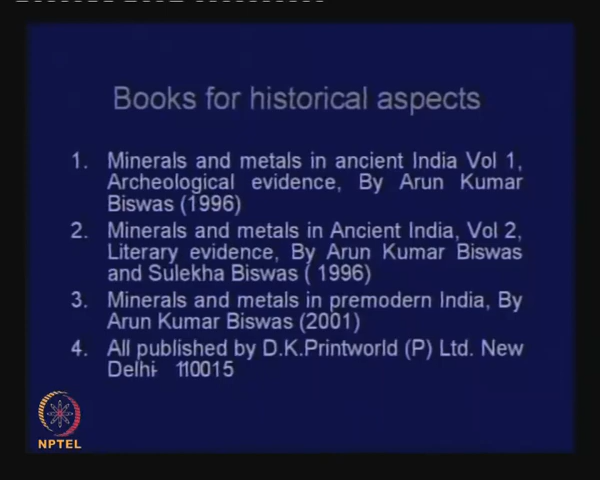 Books for historical aspects
1. Minerals and metals in ancient India Vol 1,
Archeological evidence, By Arun Kumar
Biswas (1996)
2. Minerals and metals in Ancient India, Vol 2,
Literary evidence, By Arun Kumar Biswas
and Sulekha Biswas ( 1996)
3. Minerals and metals in premodern India, By
Arun Kumar Biswas (2001)
4. All published by D.K.Printworld (P) Ltd. New
Delhi- 110015
NPTEL